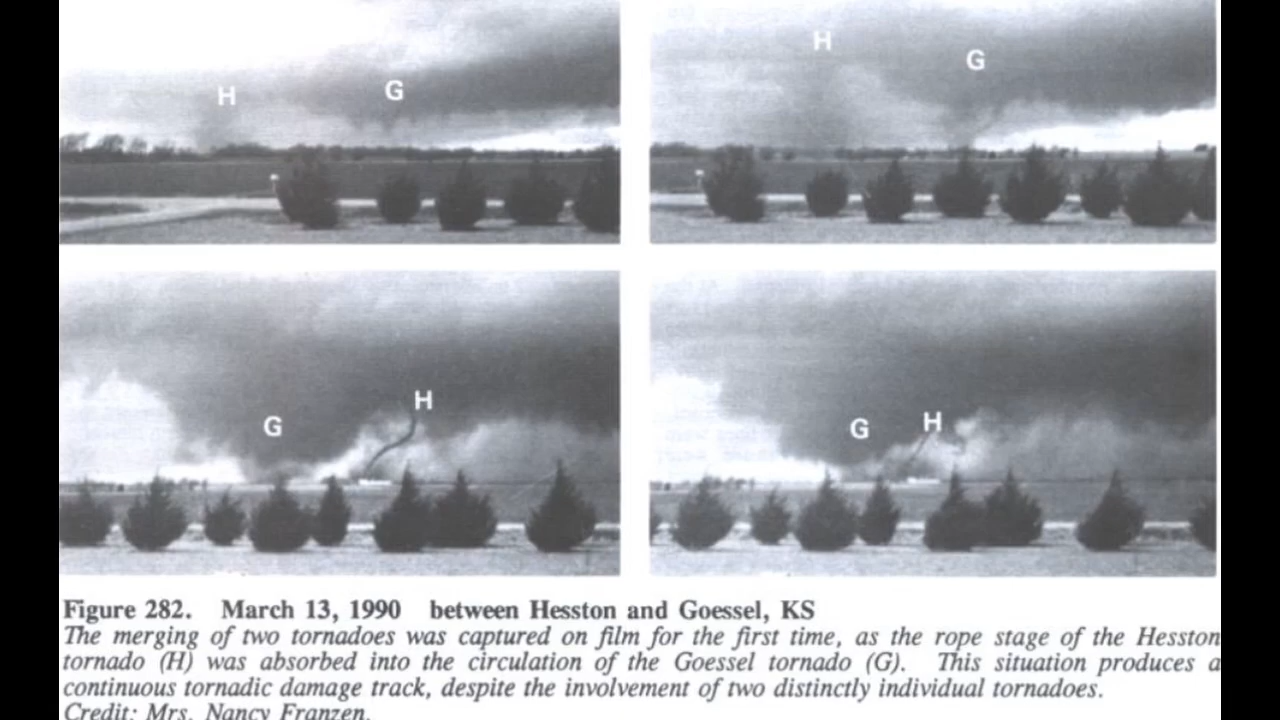 H
G
H
G
G
H
G
H
Figure 282. March 13, 1990 between Hesston and Goessel, KS
The merging of two tornadoes was captured on film for the first time, as the rope stage of the Hesston
tornado (H) was absorbed into the circulation of the Goessel tornado (G). This situation produces a
continuous tornadic damage track, despite the involvement of two distinctly individual tornadoes.
Credit: Mrs. Nancy Franzen.